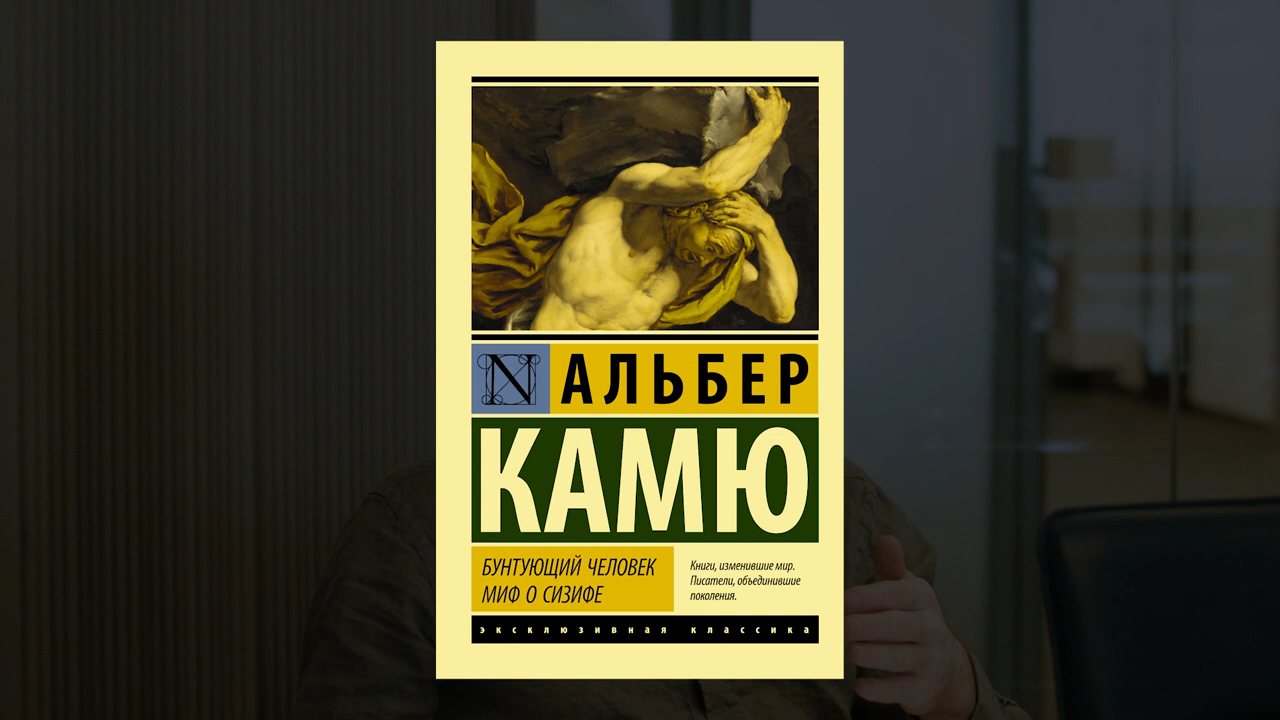 N АЛЬБЕР
КАМЮ
БУНТУЮЩИЙ ЧЕЛОВЕК
МИФ О СИЗИФЕ
Книги, изменившие мир.
Писатели, объединившие
поколения.
эксклюзивная классика